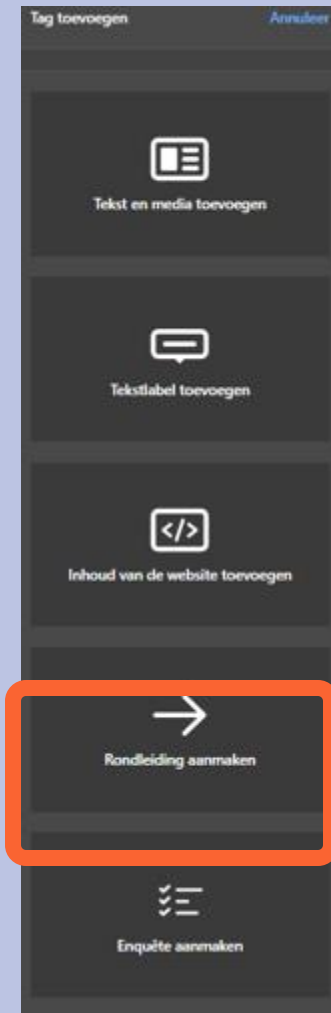 Tag toevoegen Annuleer
Tekst en media toevoegen
Tekstlabel toevoegen
</>
Inhoud van de website toevoegen
Rondleiding aanmaken
Enquête aanmaken